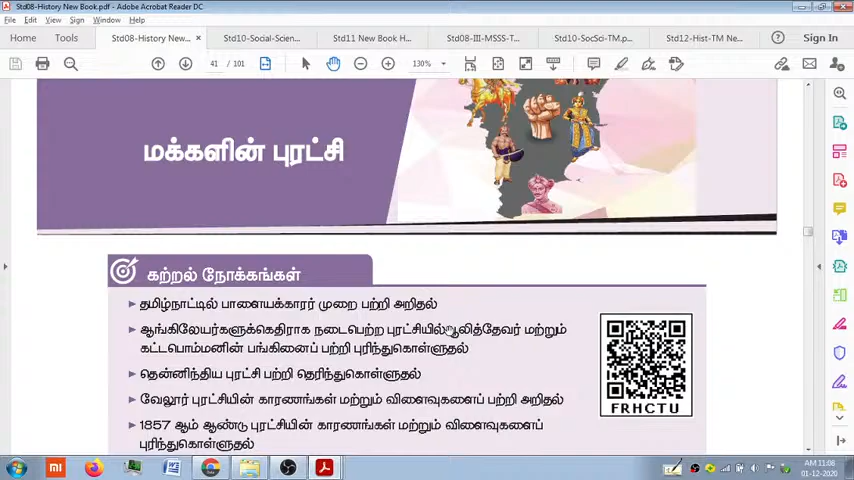 Std08-History New Book.pdf - Adobe Acrobat Reader DC
File Edit View Sign Window Help
Home Tools Std08-History New... × Std10-Social-Scien... Std11 New Book H... Std08-III-MSSS-T... Std10-SocSci-TM.p... Std12-Hist-TM Ne... Sign In
41 / 101 130%
மக்களின் புரட்சி
கற்றல் நோக்கங்கள்
தமிழ்நாட்டில் பாளையக்காரர் முறை பற்றி அறிதல்
ஆங்கிலேயர்களுக்கெதிராக நடைபெற்ற புரட்சியில் பூலித்தேவர் மற்றும்
கட்டபொம்மனின் பங்கினைப் பற்றி புரிந்துகொள்ளுதல்
தென்னிந்திய புரட்சி பற்றி தெரிந்துகொள்ளுதல்
வேலூர் புரட்சியின் காரணங்கள் மற்றும் விளைவுகளைப் பற்றி அறிதல்
1857 ஆம் ஆண்டு புரட்சியின் காரணங்கள் மற்றும் விளைவுகளைப்
புரிந்துகொள்ளுதல்
FRHCTU
AM 11:06
01-12-2020